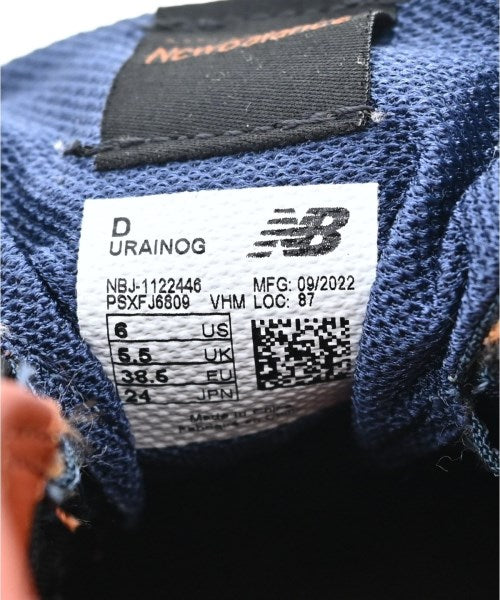 New balance
D
URAINOG
NB
NBJ-1122446 MFG: 09/2022
PSXFJ6809 VHM LOC: 87
6 US
5.5 UK
38.5 EU
24 JPN
Made in China